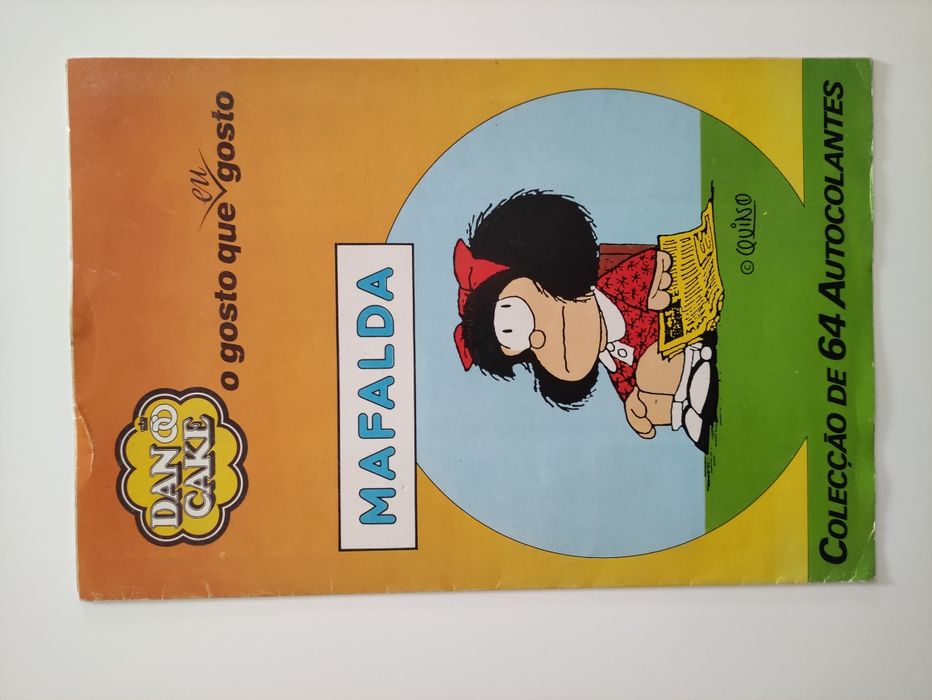 DAN CAKE
o gosto que eu gosto
MAFALDA
© QUINO
COLECÇÃO DE 64 AUTOCOLANTES